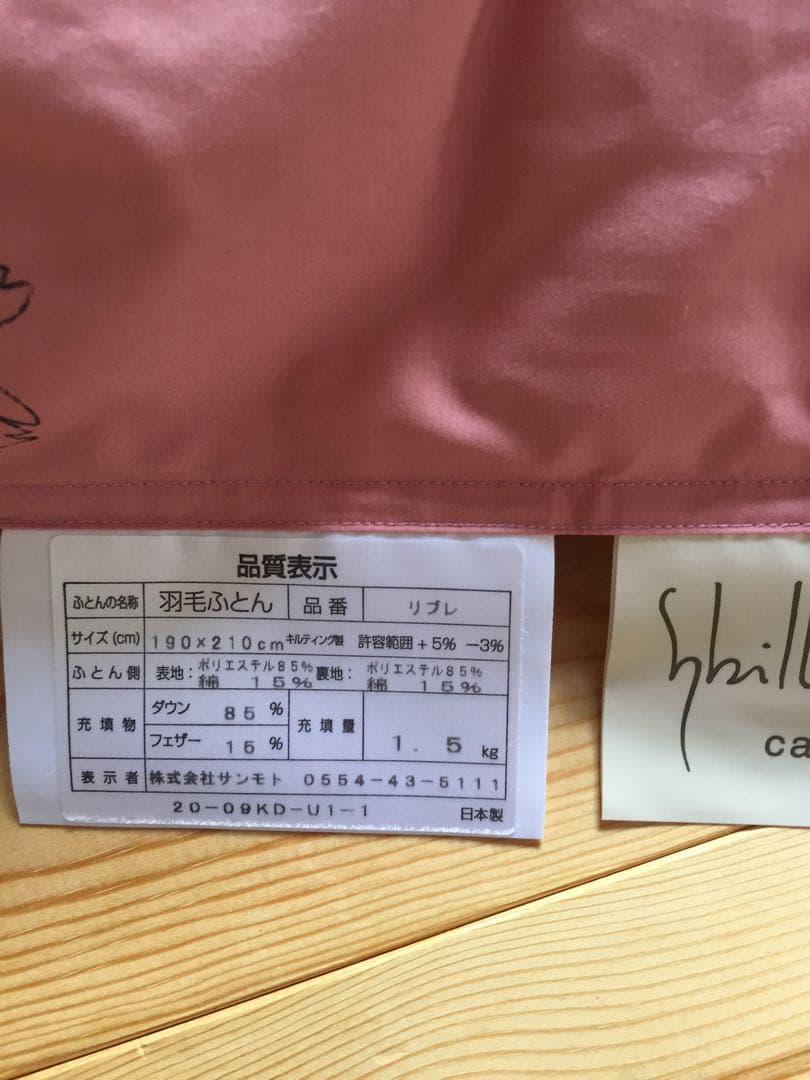 品質表示
ふとんの名称 羽毛ふとん 品番 リブレ
サイズ(cm) 190×210cm キルティング製 許容範囲+5% −3%
ふとん側 表地:ポリエステル85% 裏地:ポリエステル85%
綿 15% 綿 15%
充填物 ダウン 85% 充填量 1.5kg
フェザー 15%
表示者 株式会社サンモト 0554-43-5111
20-09KD-U1-1 日本製
Sybill
ca